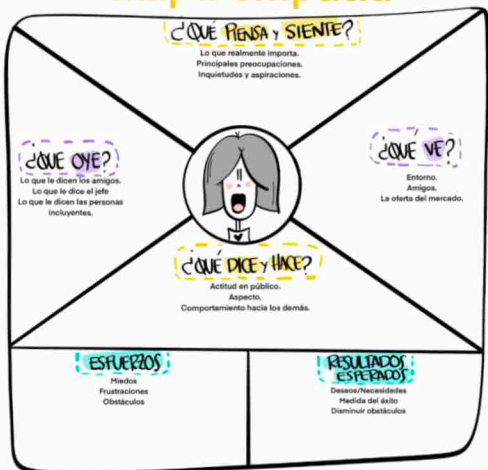 ¿QUÉ PIENSA y SIENTE?
Lo que realmente importa.
Principales preocupaciones.
Inquietudes y aspiraciones.
¿QUE OYE?
Lo que le dicen los amigos.
Lo que le dice el jefe
Lo que le dicen las personas
incluyentes.
¿QUE VE?
Entorno.
Amigos.
La oferta del mercado.
¿QUÉ DICE y HACE?
Actitud en público.
Aspecto.
Comportamiento hacia los demás.
ESFUERZOS
Miedos
Frustraciones
Obstáculos
RESULTADOS
ESPERADOS
Deseos/Necesidades
Medida del éxito
Disminuir obstáculos